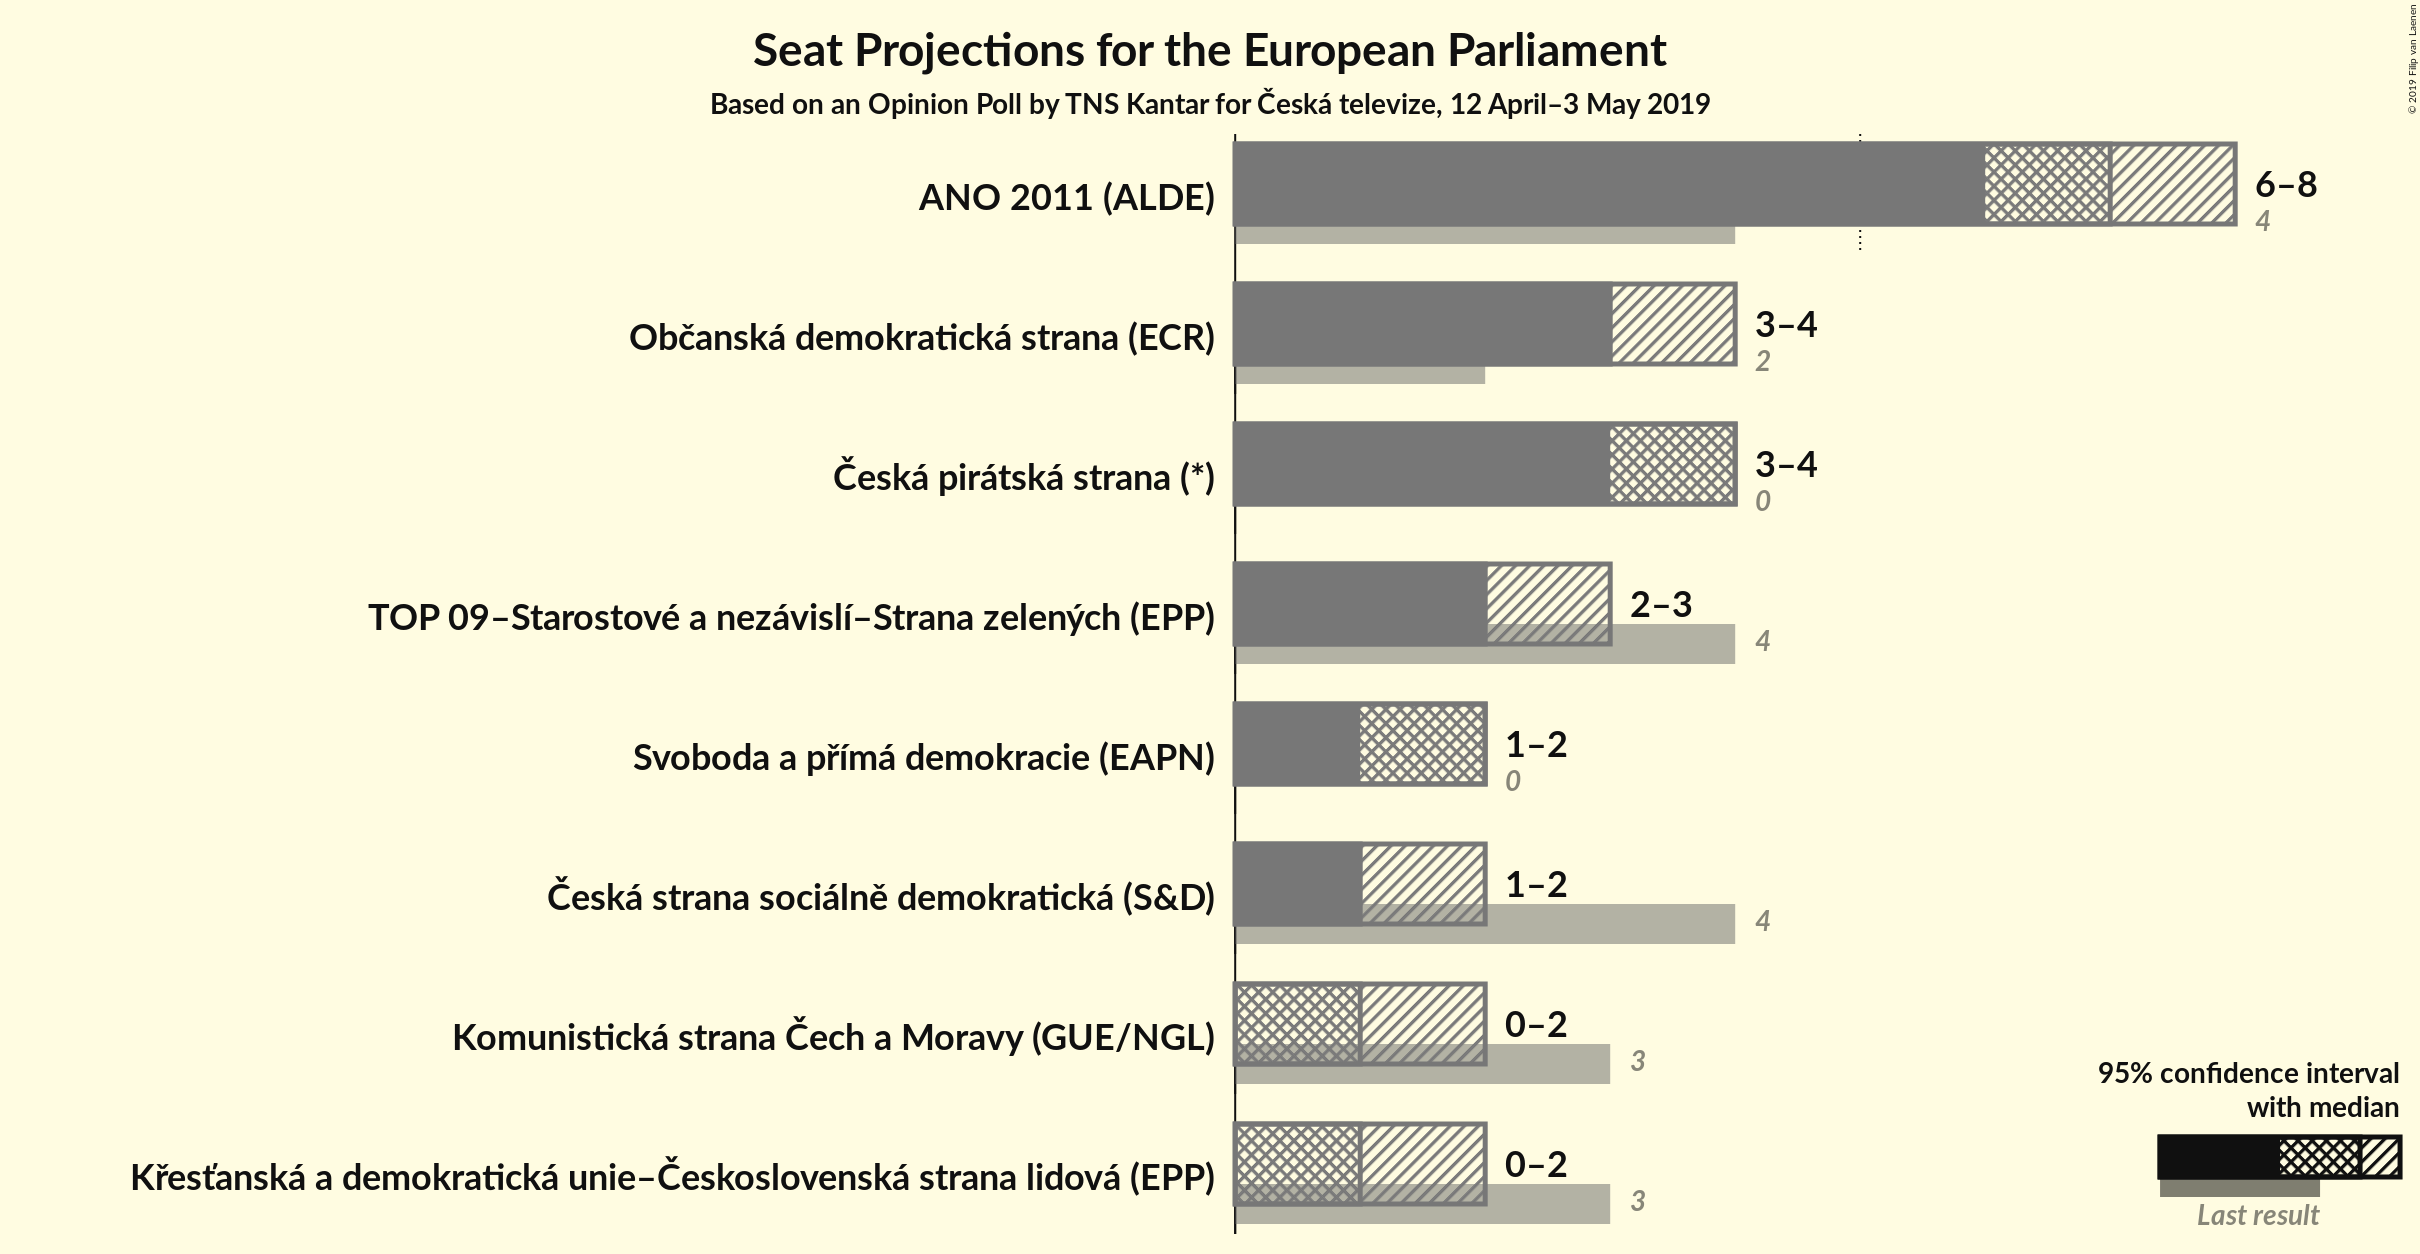 Seat Projections for the European Parliament
Based on an Opinion Poll by TNS Kantar for Česká televize, 12 April–3 May 2019
© 2019 Filip van Laenen
ANO 2011 (ALDE)
6–8
4
Občanská demokratická strana (ECR)
3–4
2
Česká pirátská strana (*)
3–4
0
TOP 09–Starostové a nezávislí–Strana zelených (EPP)
2–3
4
Svoboda a přímá demokracie (EAPN)
1–2
0
Česká strana sociálně demokratická (S&D)
1–2
4
Komunistická strana Čech a Moravy (GUE/NGL)
0–2
3
Křesťanská a demokratická unie–Československá strana lidová (EPP)
0–2
3
95% confidence interval
with median
Last result